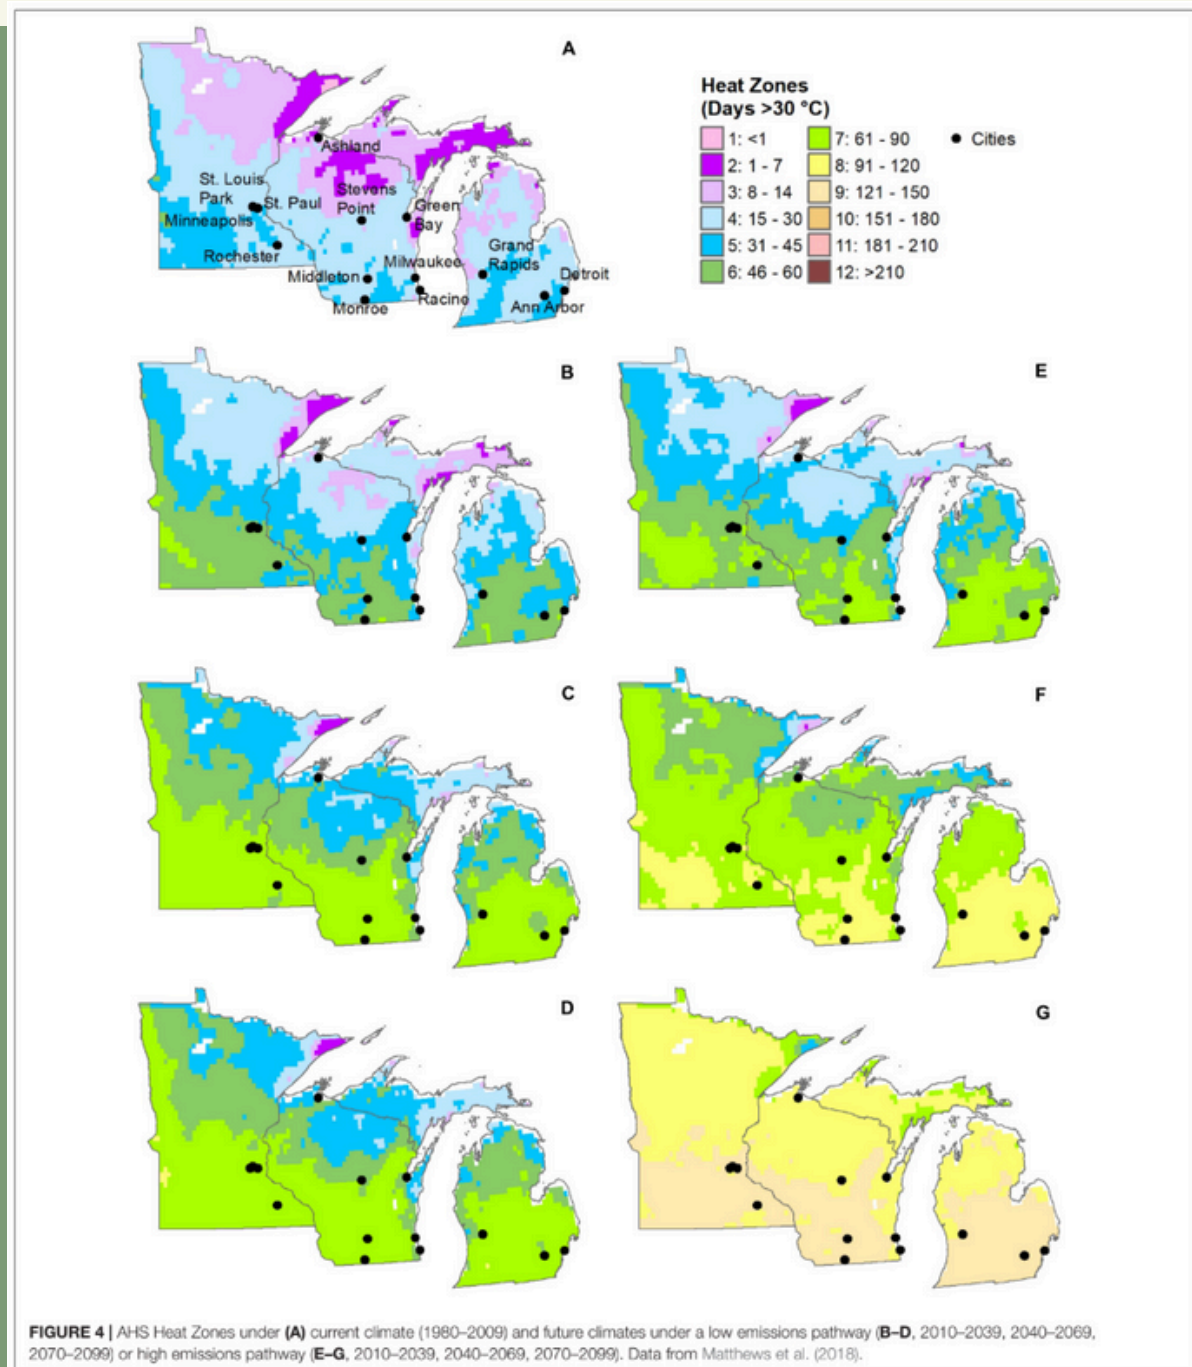 A
Heat Zones
(Days >30 °C)
1: <1
2: 1 - 7
3: 8 - 14
4: 15 - 30
5: 31 - 45
6: 46 - 60
7: 61 - 90
8: 91 - 120
9: 121 - 150
10: 151 - 180
11: 181 - 210
12: >210
Cities
Ashland
St. Louis
Park
St. Paul
Minneapolis
Rochester
Stevens
Point
Green
Bay
Middleton
Milwaukee
Monroe
Racine
Grand
Rapids
Detroit
Ann Arbor
B
E
C
F
D
G
FIGURE 4 | AHS Heat Zones under (A) current climate (1980–2009) and future climates under a low emissions pathway (B–D, 2010–2039, 2040–2069,
2070–2099) or high emissions pathway (E–G, 2010–2039, 2040–2069, 2070–2099). Data from Matthews et al. (2018).